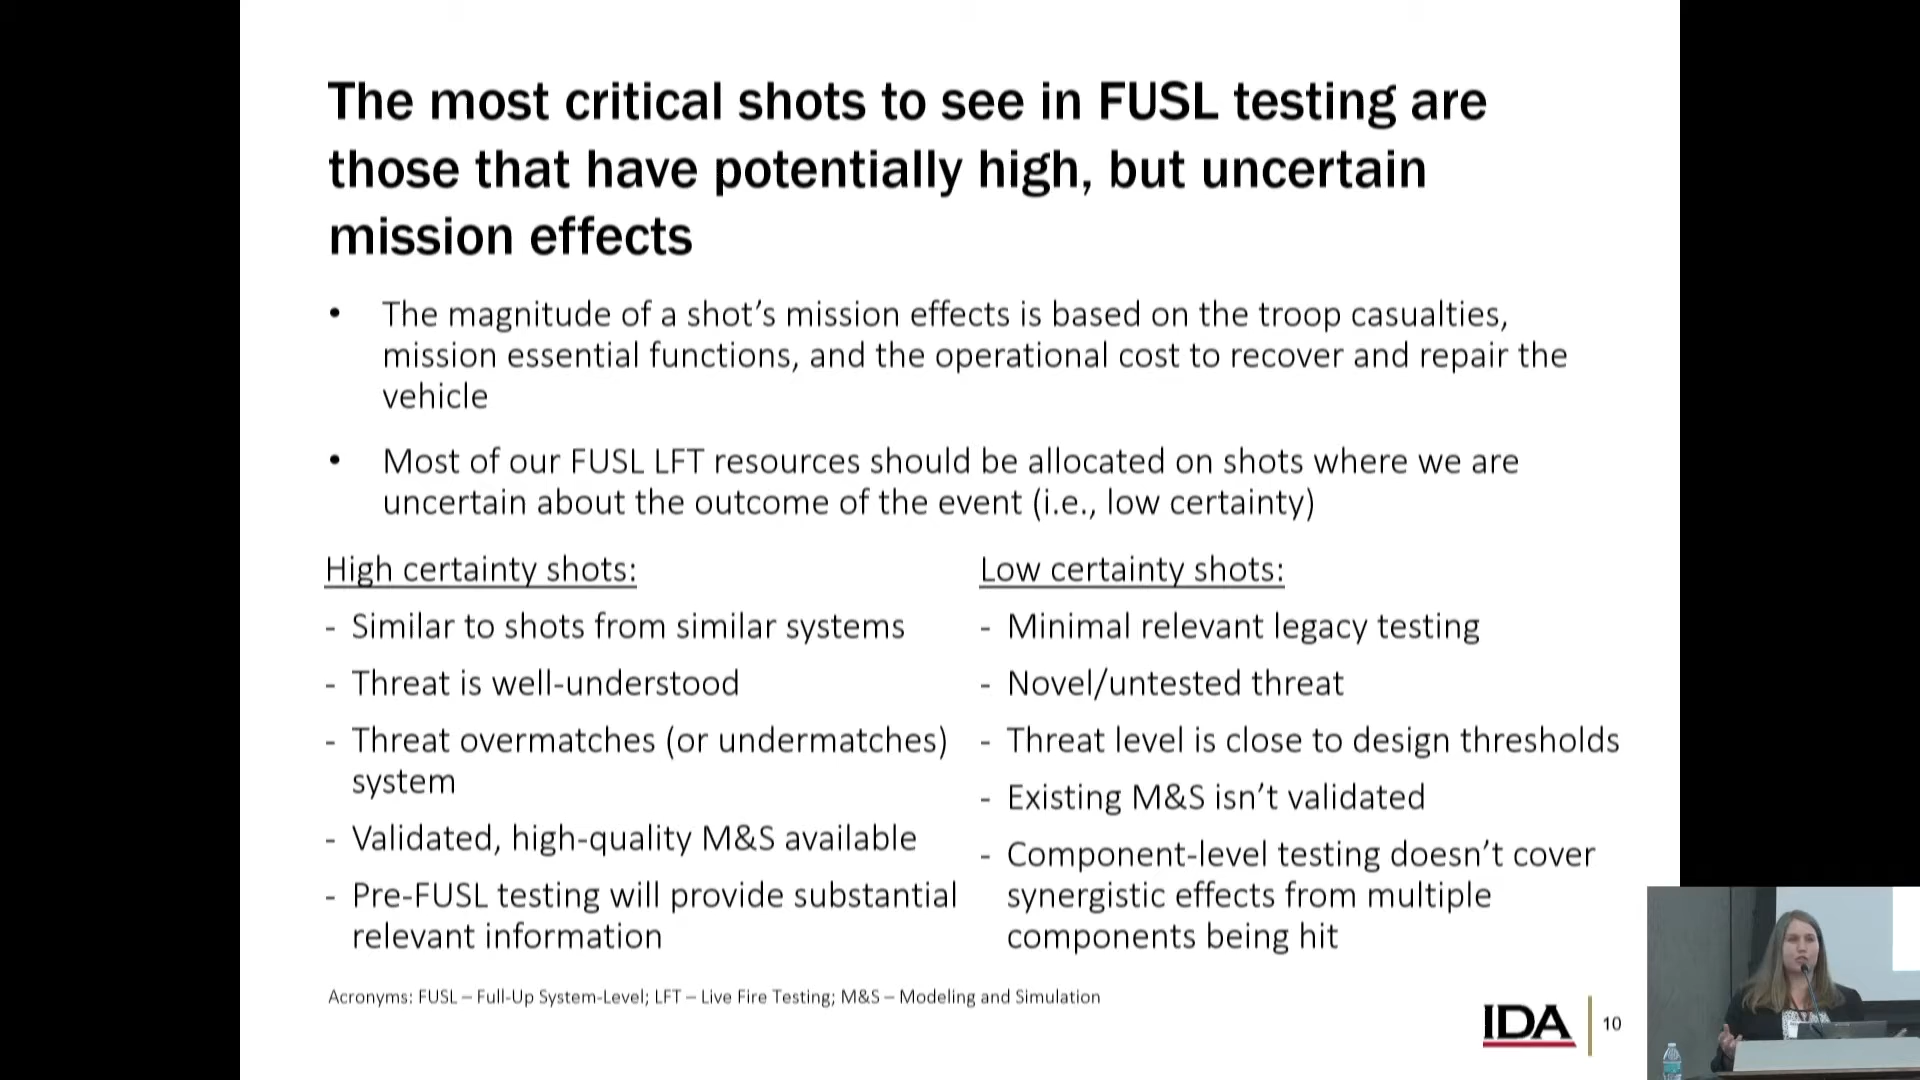 The most critical shots to see in FUSL testing are
those that have potentially high, but uncertain
mission effects
• The magnitude of a shot’s mission effects is based on the troop casualties,
mission essential functions, and the operational cost to recover and repair the
vehicle
• Most of our FUSL LFT resources should be allocated on shots where we are
uncertain about the outcome of the event (i.e., low certainty)
High certainty shots:
- Similar to shots from similar systems
- Threat is well-understood
- Threat overmatches (or undermatches)
system
- Validated, high-quality M&S available
- Pre-FUSL testing will provide substantial
relevant information
Low certainty shots:
- Minimal relevant legacy testing
- Novel/untested threat
- Threat level is close to design thresholds
- Existing M&S isn’t validated
- Component-level testing doesn’t cover
synergistic effects from multiple
components being hit
Acronyms: FUSL – Full-Up System-Level; LFT – Live Fire Testing; M&S – Modeling and Simulation
IDA
10